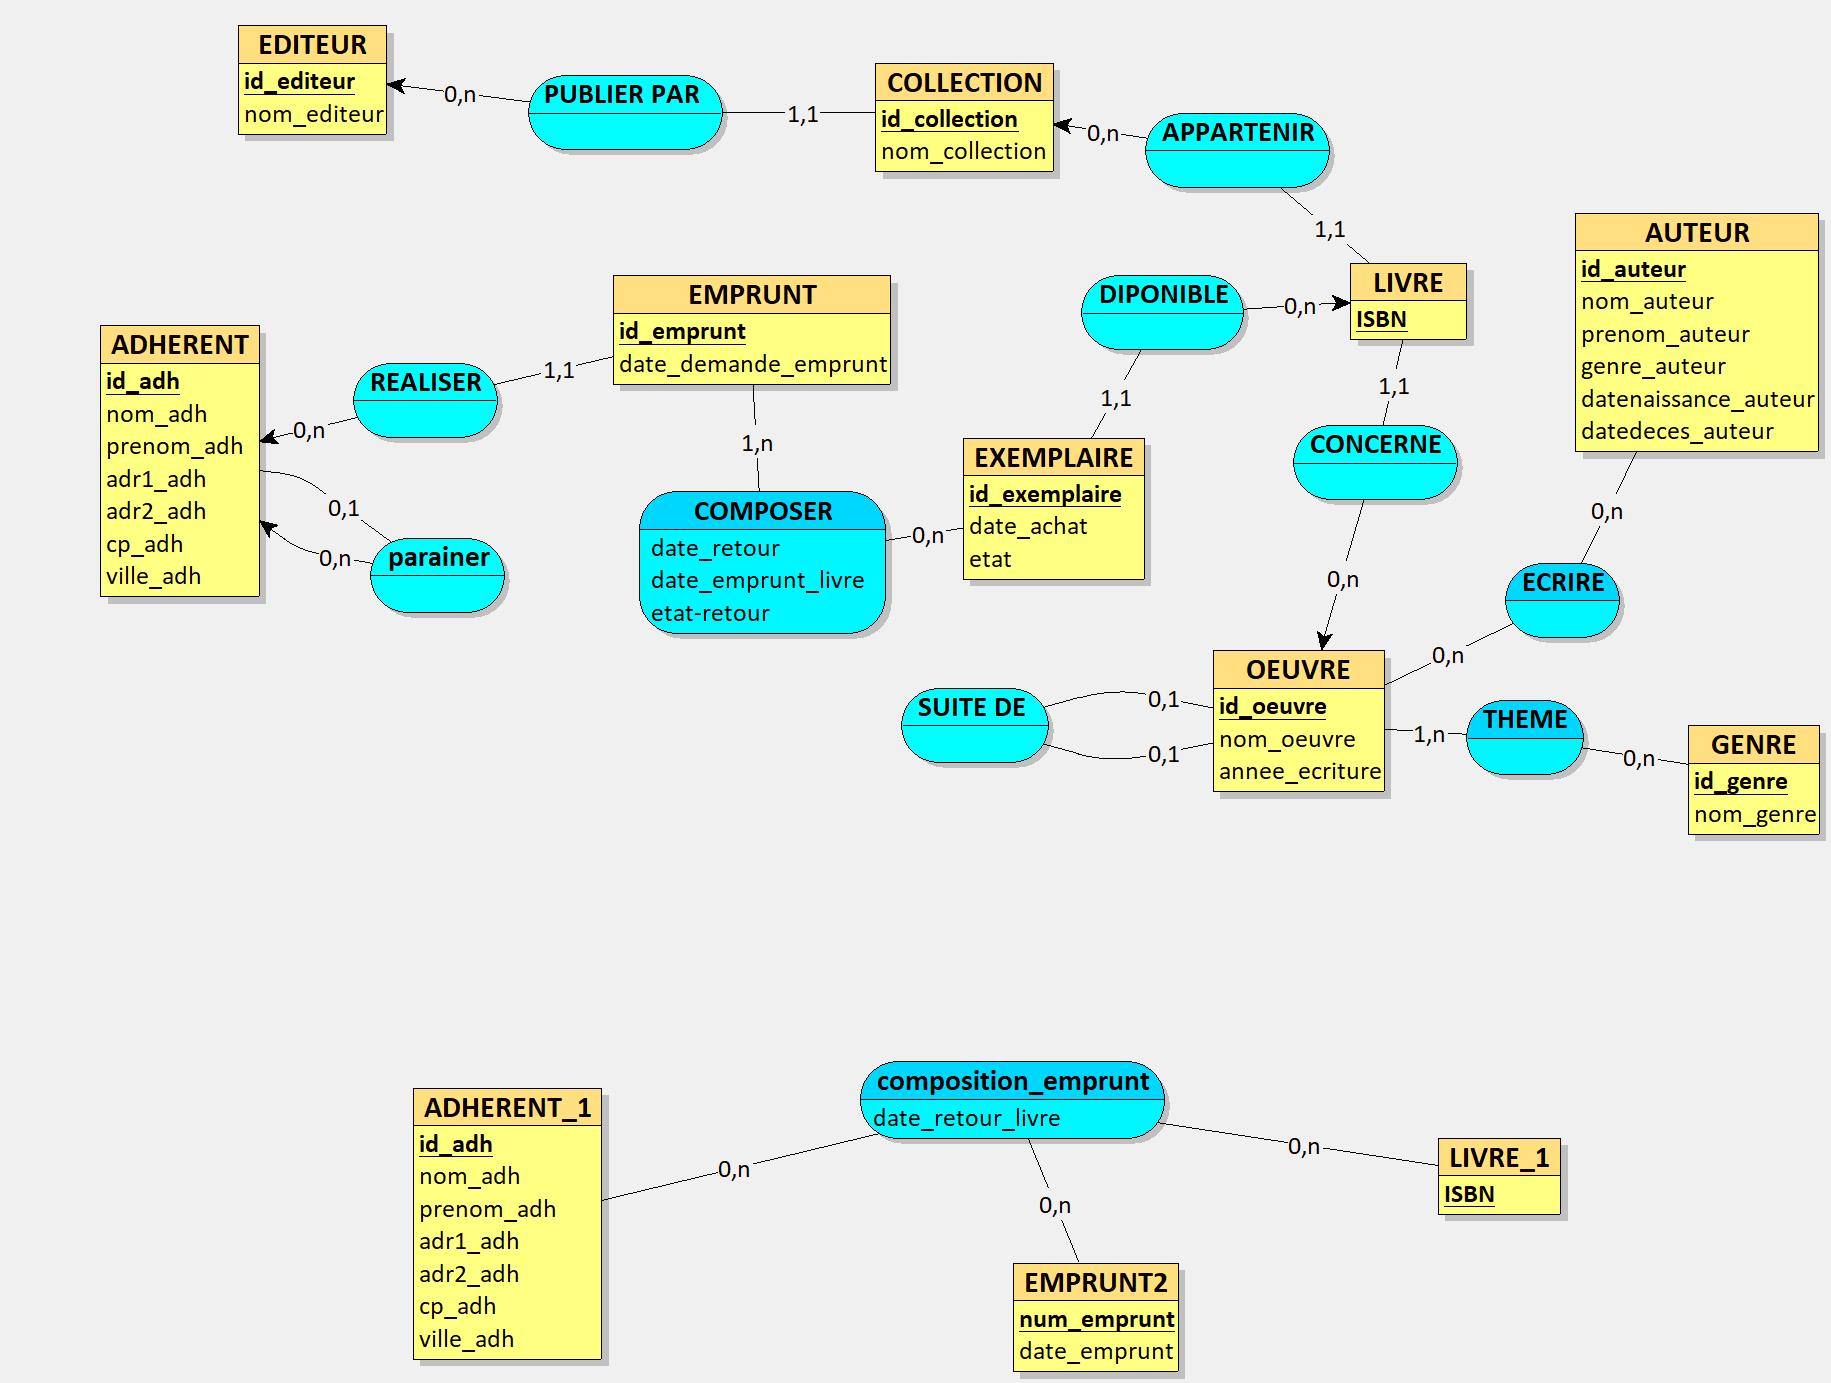 EDITEUR
id_editeur
nom_editeur
0,n
PUBLIER PAR
1,1
COLLECTION
id_collection
nom_collection
0,n
APPARTENIR
1,1
AUTEUR
id_auteur
nom_auteur
prenom_auteur
genre_auteur
datenaissance_auteur
datedeces_auteur
LIVRE
ISBN
DIPONIBLE
0,n
1,1
EMPRUNT
id_emprunt
date_demande_emprunt
ADHERENT
id_adh
nom_adh
prenom_adh
adr1_adh
adr2_adh
cp_adh
ville_adh
REALISER
1,1
0,n
0,1
0,n
parainer
1,n
COMPOSER
date_retour
date_emprunt_livre
etat-retour
0,n
EXEMPLAIRE
id_exemplaire
date_achat
etat
1,1
CONCERNE
0,n
0,n
ECRIRE
0,n
OEUVRE
id_oeuvre
nom_oeuvre
annee_ecriture
SUITE DE
0,1
0,1
1,n
THEME
0,n
GENRE
id_genre
nom_genre
composition_emprunt
date_retour_livre
ADHERENT_1
id_adh
nom_adh
prenom_adh
adr1_adh
adr2_adh
cp_adh
ville_adh
0,n
0,n
0,n
LIVRE_1
ISBN
EMPRUNT2
num_emprunt
date_emprunt